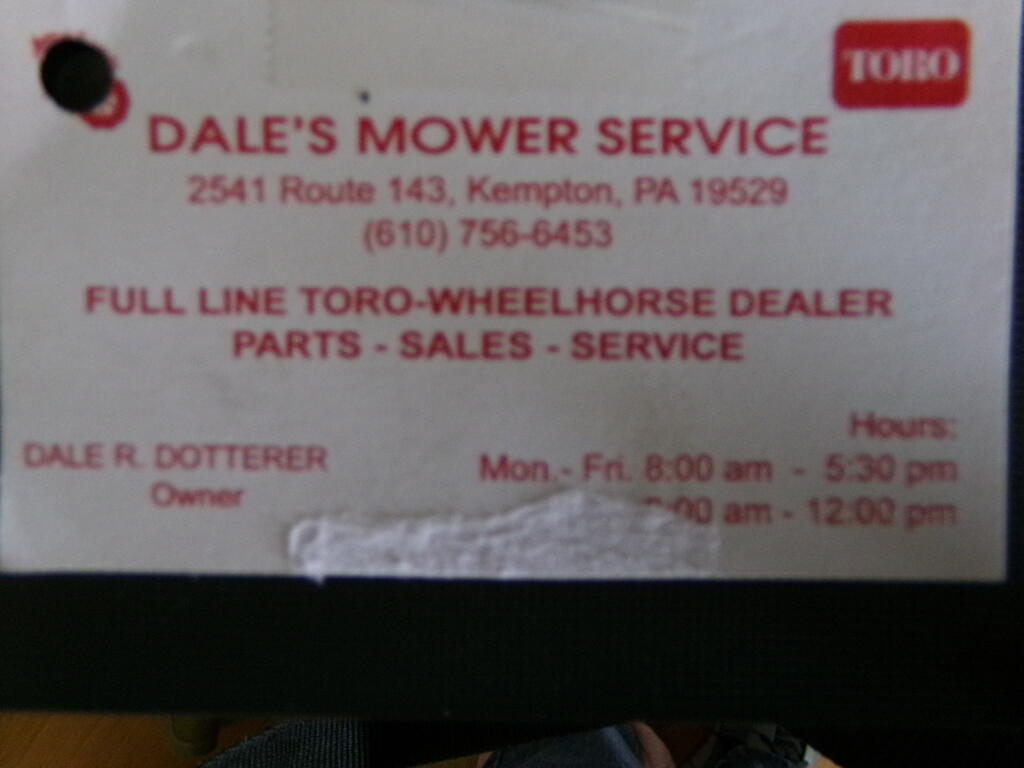 TORO
DALE'S MOWER SERVICE
2541 Route 143, Kempton, PA 19529
(610) 756-6453
FULL LINE TORO-WHEELHORSE DEALER
PARTS - SALES - SERVICE
Hours:
DALE R. DOTTERER
Owner
Mon.- Fri. 8:00 am - 5:30 pm
am - 12:00 pm